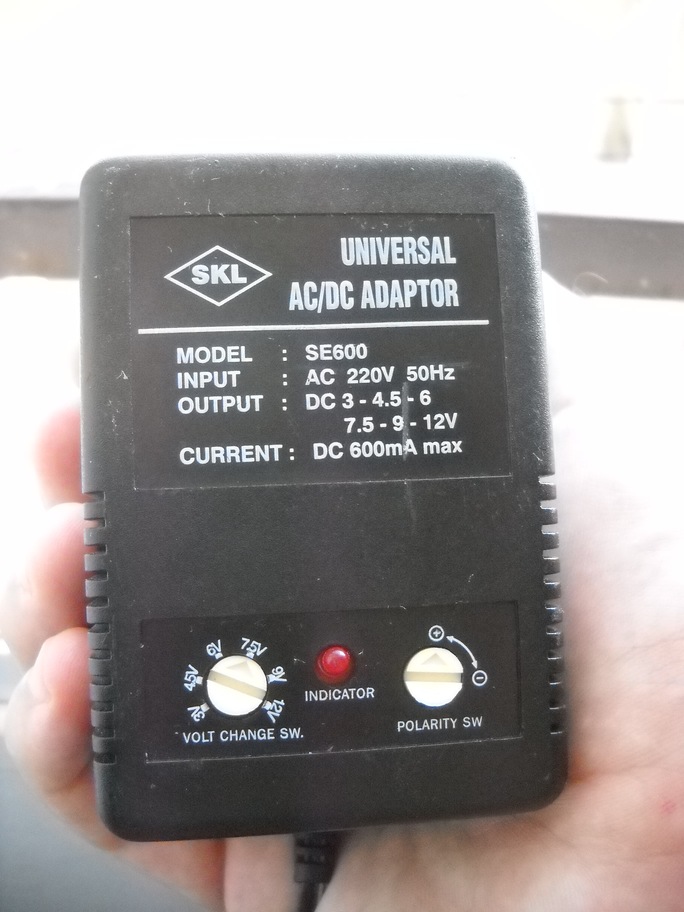 SKL
UNIVERSAL
AC/DC ADAPTOR
MODEL : SE600
INPUT : AC 220V 50Hz
OUTPUT : DC 3 - 4.5 - 6
7.5 - 9 - 12V
CURRENT : DC 600mA max
3V 4.5V 6V 7.5V 9V 12V
VOLT CHANGE SW.
INDICATOR
+ −
POLARITY SW